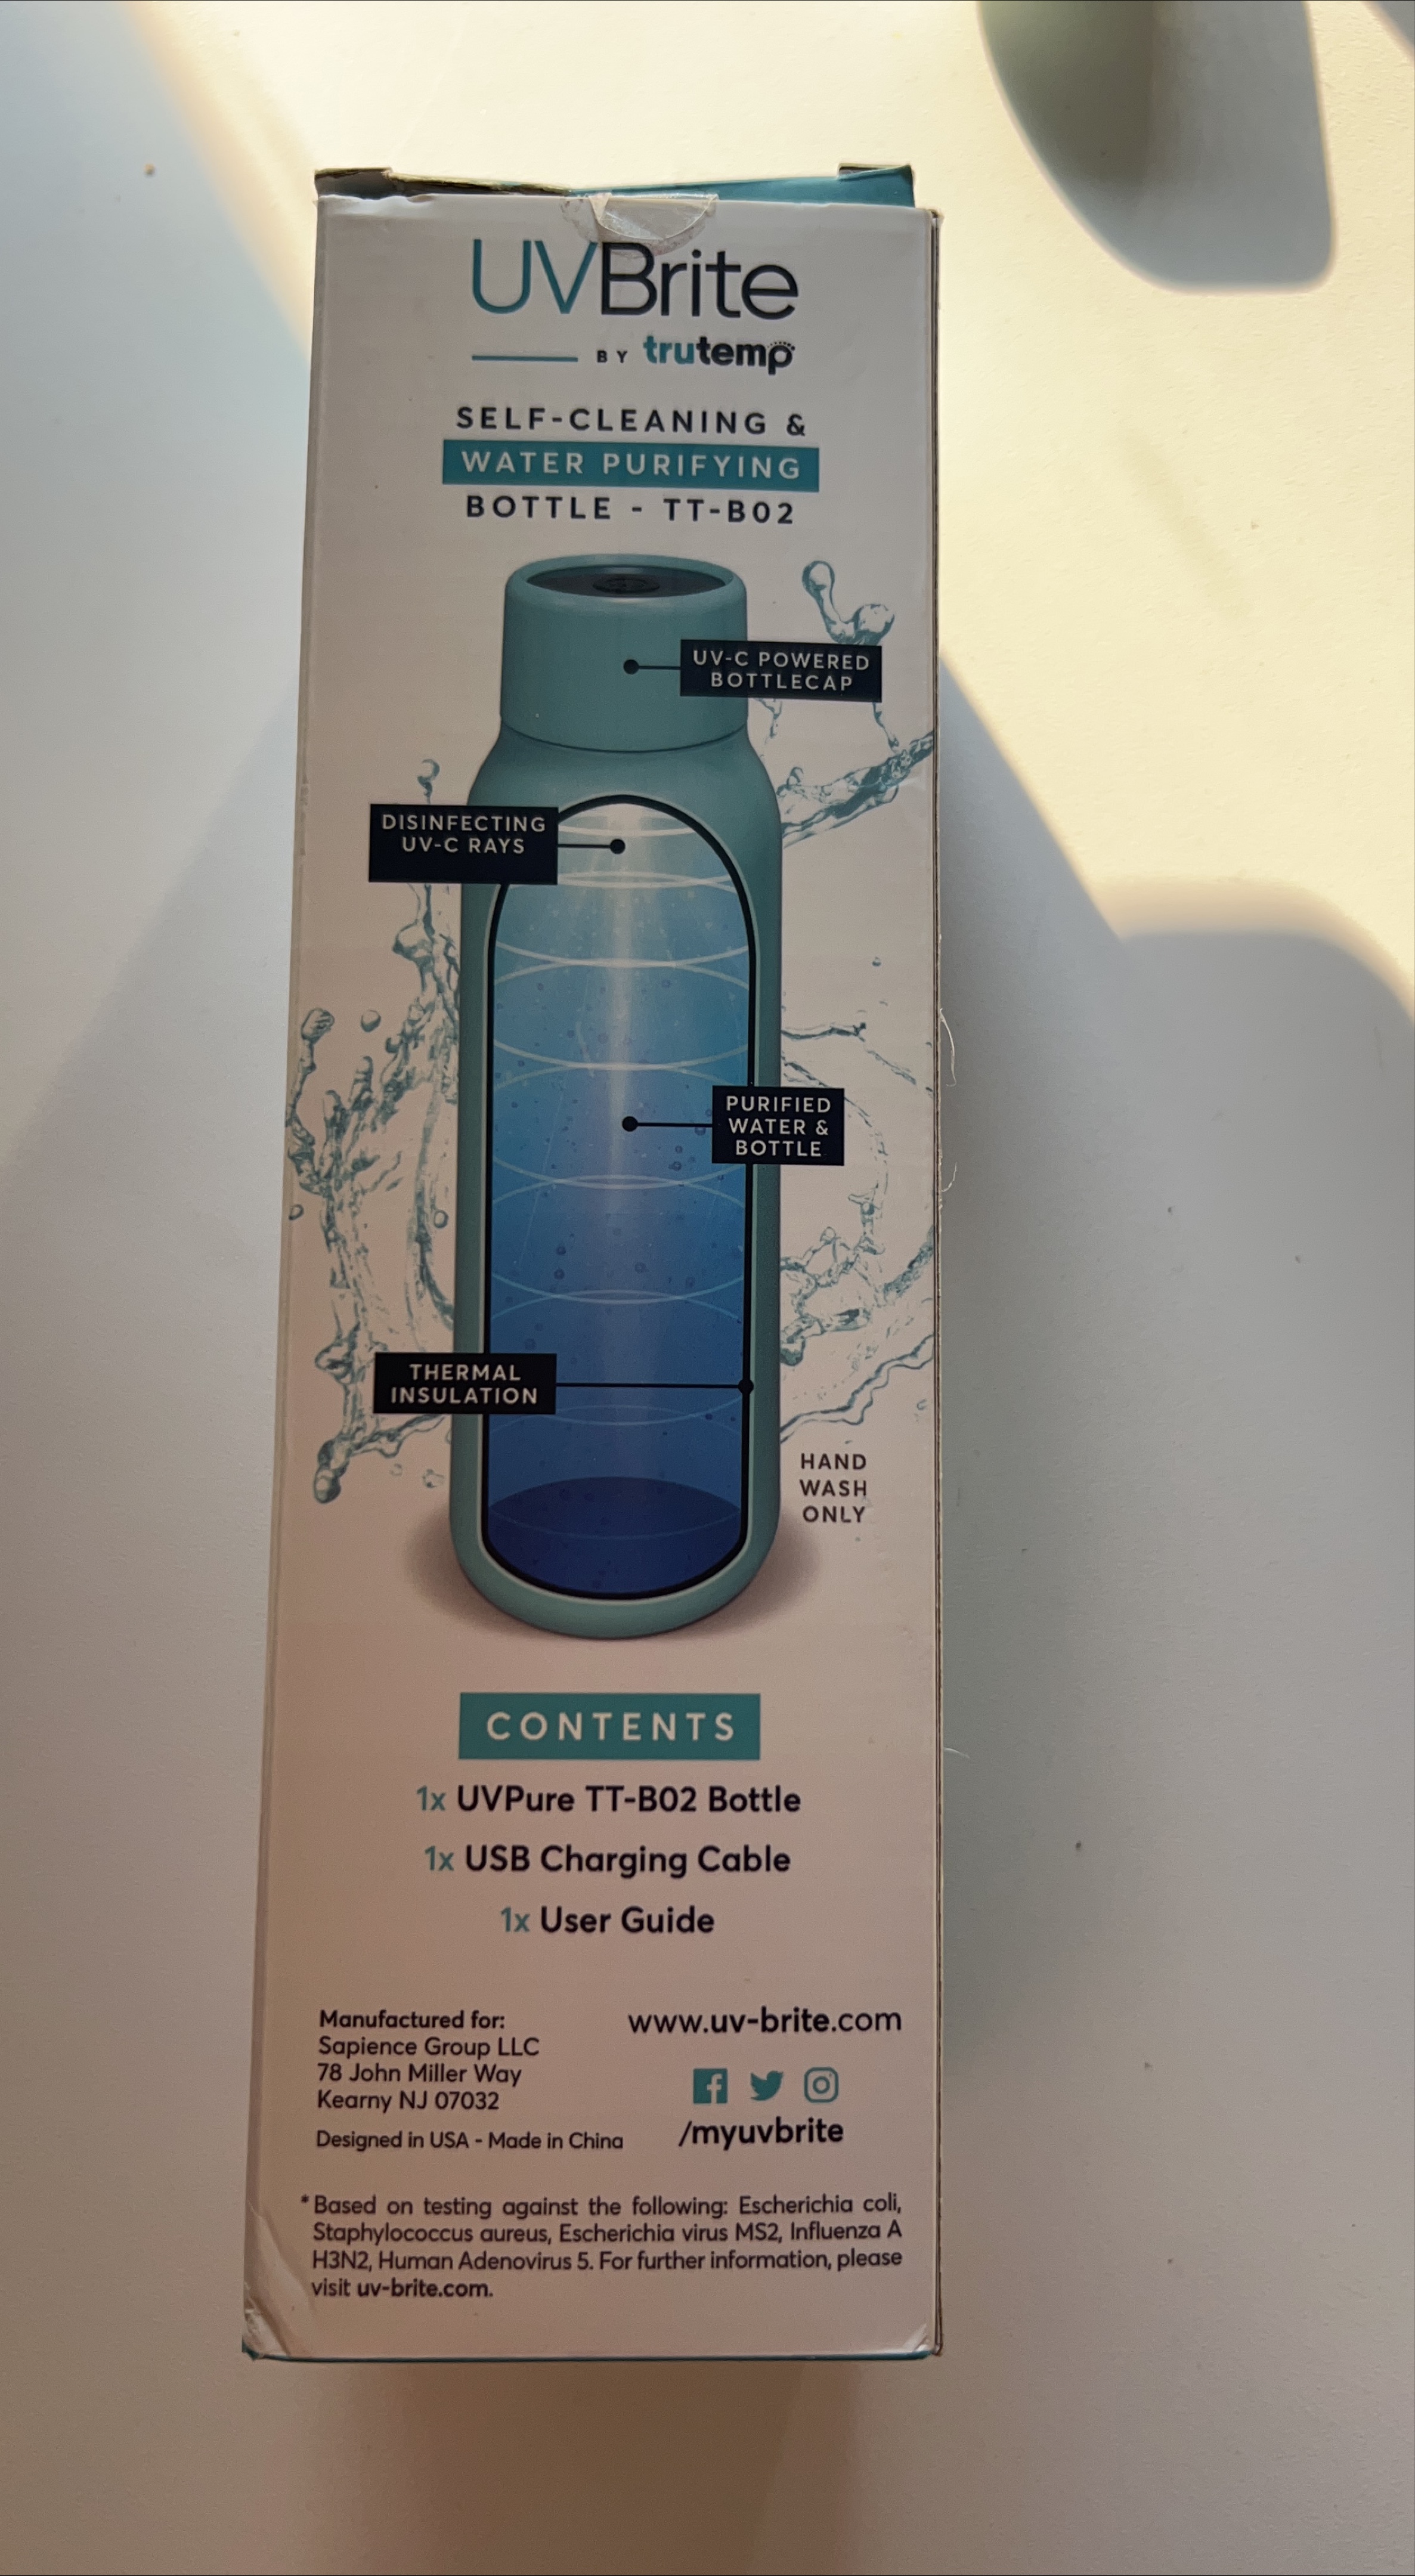 UVBrite
BY trutemp
SELF-CLEANING &
WATER PURIFYING
BOTTLE - TT-B02
UV-C POWERED
BOTTLECAP
DISINFECTING
UV-C RAYS
PURIFIED
WATER &
BOTTLE
THERMAL
INSULATION
HAND
WASH
ONLY
CONTENTS
1x UVPure TT-B02 Bottle
1x USB Charging Cable
1x User Guide
Manufactured for:
Sapience Group LLC
78 John Miller Way
Kearny NJ 07032
Designed in USA - Made in China
www.uv-brite.com
/myuvbrite
*Based on testing against the following: Escherichia coli,
Staphylococcus aureus, Escherichia virus MS2, Influenza A
H3N2, Human Adenovirus 5. For further information, please
visit uv-brite.com.